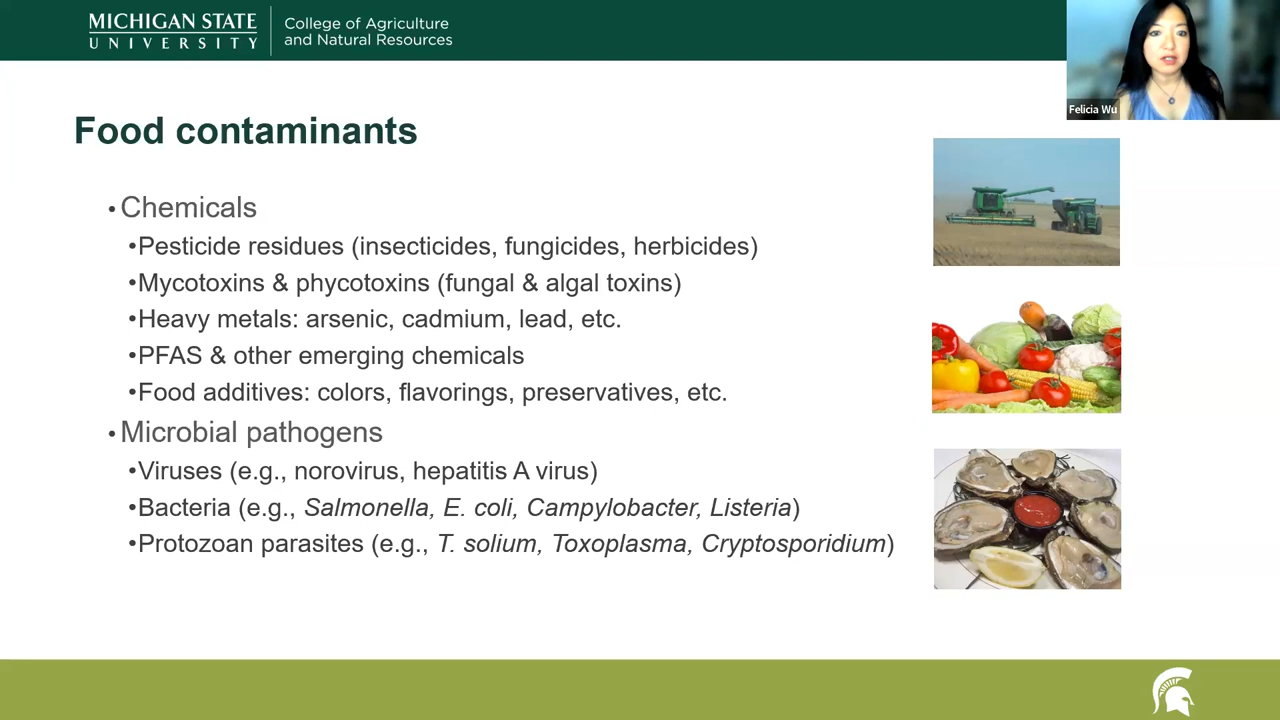 MICHIGAN STATE
UNIVERSITY
College of Agriculture
and Natural Resources
Felicia Wu
Food contaminants
•Chemicals
•Pesticide residues (insecticides, fungicides, herbicides)
•Mycotoxins & phycotoxins (fungal & algal toxins)
•Heavy metals: arsenic, cadmium, lead, etc.
•PFAS & other emerging chemicals
•Food additives: colors, flavorings, preservatives, etc.
•Microbial pathogens
•Viruses (e.g., norovirus, hepatitis A virus)
•Bacteria (e.g., Salmonella, E. coli, Campylobacter, Listeria)
•Protozoan parasites (e.g., T. solium, Toxoplasma, Cryptosporidium)